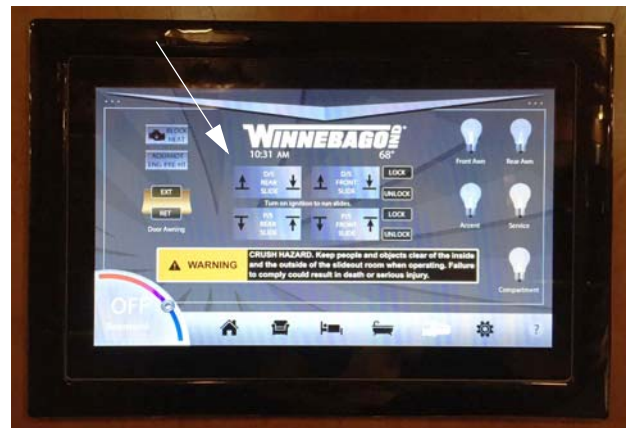 BLOCK
HEAT
WINNEBAGO IND
10:31 AM
68°
Front Awn
Rear Awn
D/S
REAR
SLIDE
D/S
FRONT
SLIDE
LOCK
UNLOCK
EXT
RET
Door Awning
Turn on ignition to run slides.
P/S
REAR
SLIDE
P/S
FRONT
SLIDE
LOCK
UNLOCK
Accent
Service
WARNING
CRUSH HAZARD. Keep people and objects clear of the inside
and the outside of the slideout room when operating. Failure
to comply could result in death or serious injury.
Compartment
OFF
?